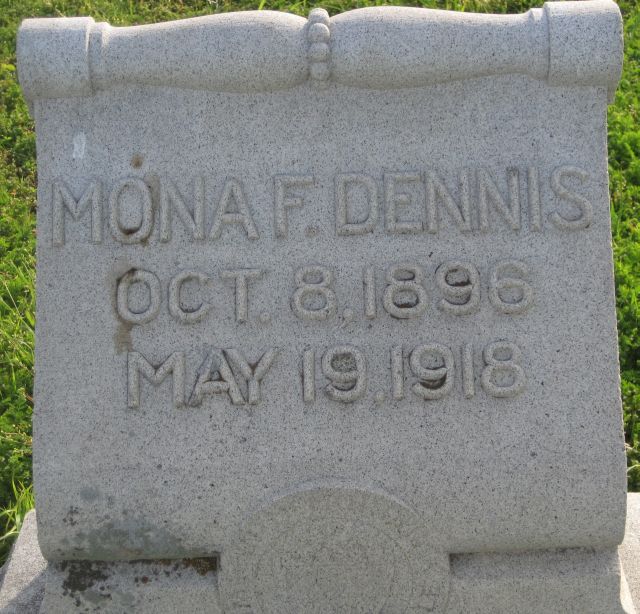 MONA F. DENNIS
OCT. 8, 1896
MAY 19, 1918